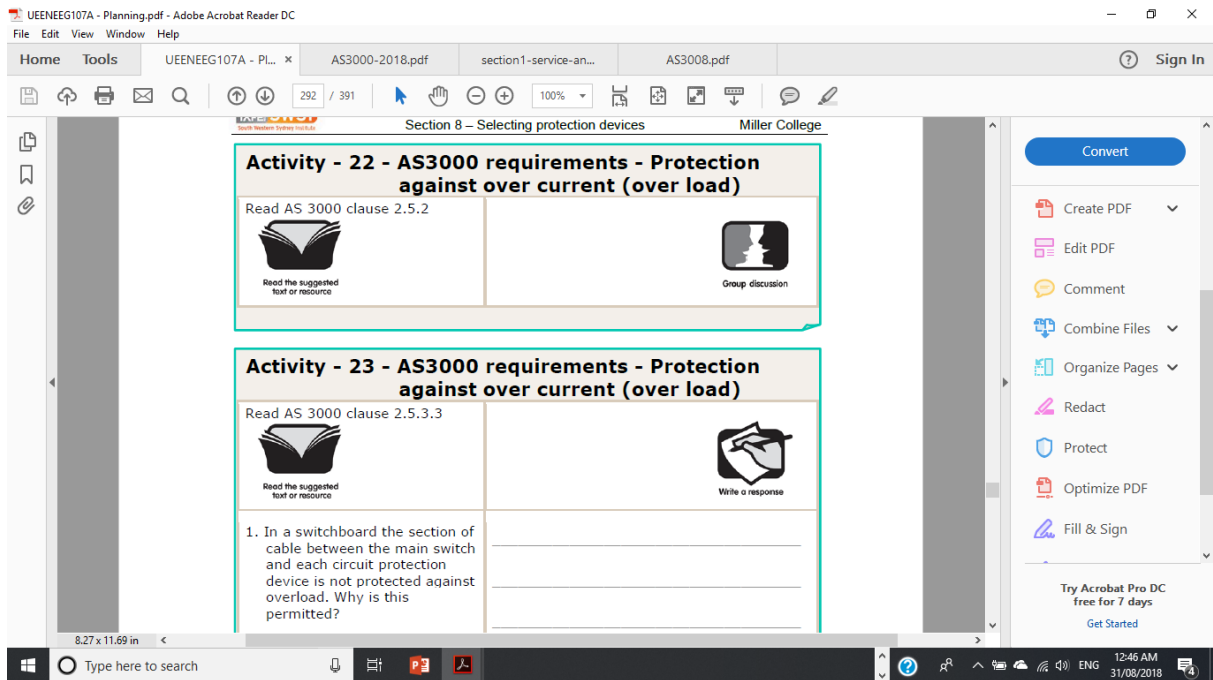 UEENEEG107A - Planning.pdf - Adobe Acrobat Reader DC
File Edit View Window Help
Home Tools UEENEEG107A - Pl... × AS3000-2018.pdf section1-service-an... AS3008.pdf ? Sign In
292 / 391 100%
South Western Sydney Institute
Section 8 – Selecting protection devices Miller College
Activity - 22 - AS3000 requirements - Protection
against over current (over load)
Read AS 3000 clause 2.5.2
Read the suggested
text or resource
Group discussion
Activity - 23 - AS3000 requirements - Protection
against over current (over load)
Read AS 3000 clause 2.5.3.3
Read the suggested
text or resource
Write a response
1. In a switchboard the section of
cable between the main switch
and each circuit protection
device is not protected against
overload. Why is this
permitted?
8.27 x 11.69 in
Convert
Create PDF
Edit PDF
Comment
Combine Files
Organize Pages
Redact
Protect
Optimize PDF
Fill & Sign
Try Acrobat Pro DC
free for 7 days
Get Started
Type here to search
ENG
12:46 AM
31/08/2018
4